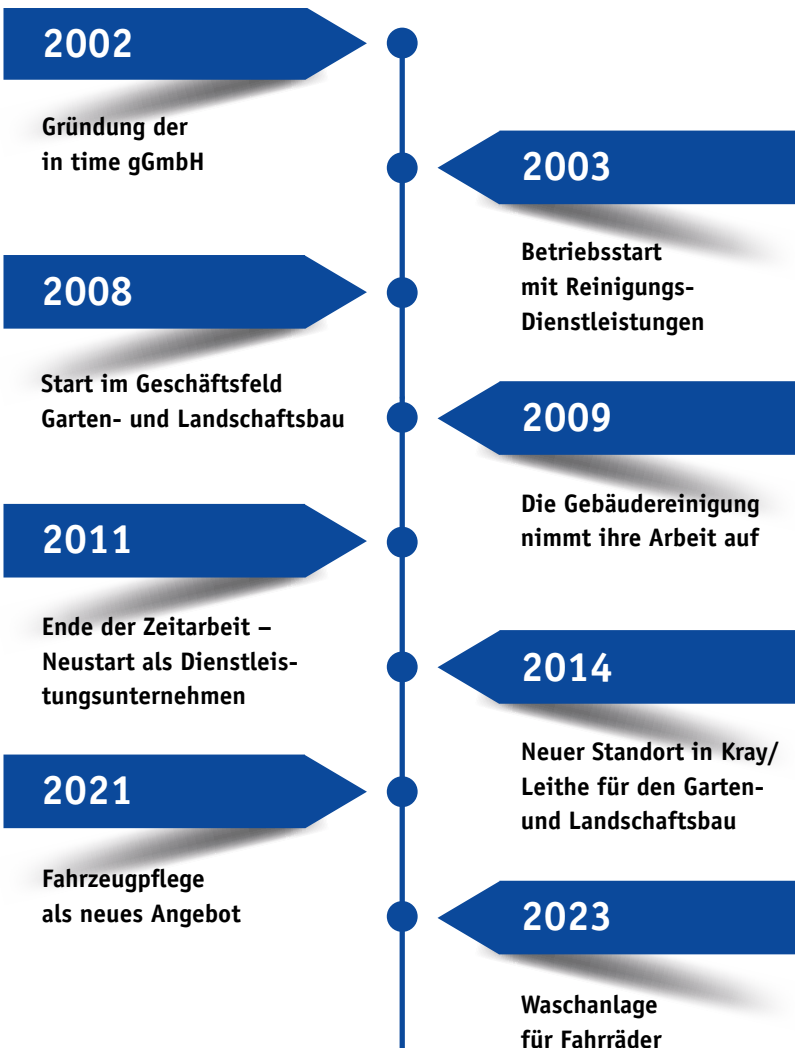 2002
Gründung der
in time gGmbH
2003
Betriebsstart
mit Reinigungs-
Dienstleistungen
2008
Start im Geschäftsfeld
Garten- und Landschaftsbau
2009
Die Gebäudereinigung
nimmt ihre Arbeit auf
2011
Ende der Zeitarbeit –
Neustart als Dienstleis-
tungsunternehmen
2014
Neuer Standort in Kray/
Leithe für den Garten-
und Landschaftsbau
2021
Fahrzeugpflege
als neues Angebot
2023
Waschanlage
für Fahrräder